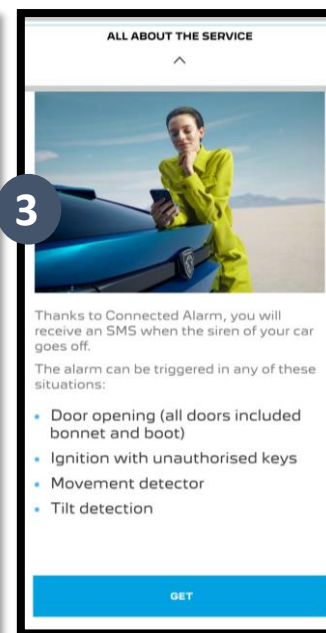 ALL ABOUT THE SERVICE
3
Thanks to Connected Alarm, you will
receive an SMS when the siren of your car
goes off.
The alarm can be triggered in any of these
situations:
• Door opening (all doors included
bonnet and boot)
• Ignition with unauthorised keys
• Movement detector
• Tilt detection
GET